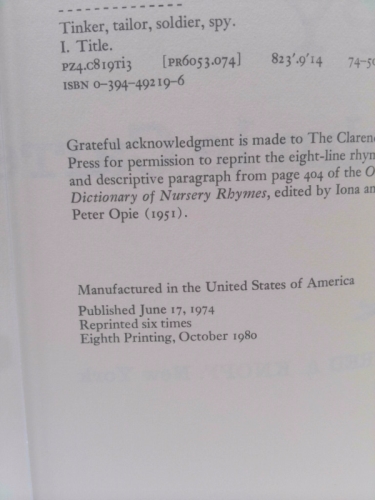 Tinker, tailor, soldier, spy.
I. Title.
PZ4.C819Ti3 [PR6053.074] 823'.9'14
ISBN 0-394-49219-6
Grateful acknowledgment is made to The
Press for permission to reprint the eight-line
and descriptive paragraph from page 404 of the
Dictionary of Nursery Rhymes, edited by Iona
Peter Opie (1951).
Manufactured in the United States of America
Published June 17, 1974
Reprinted six times
Eighth Printing, October 1980